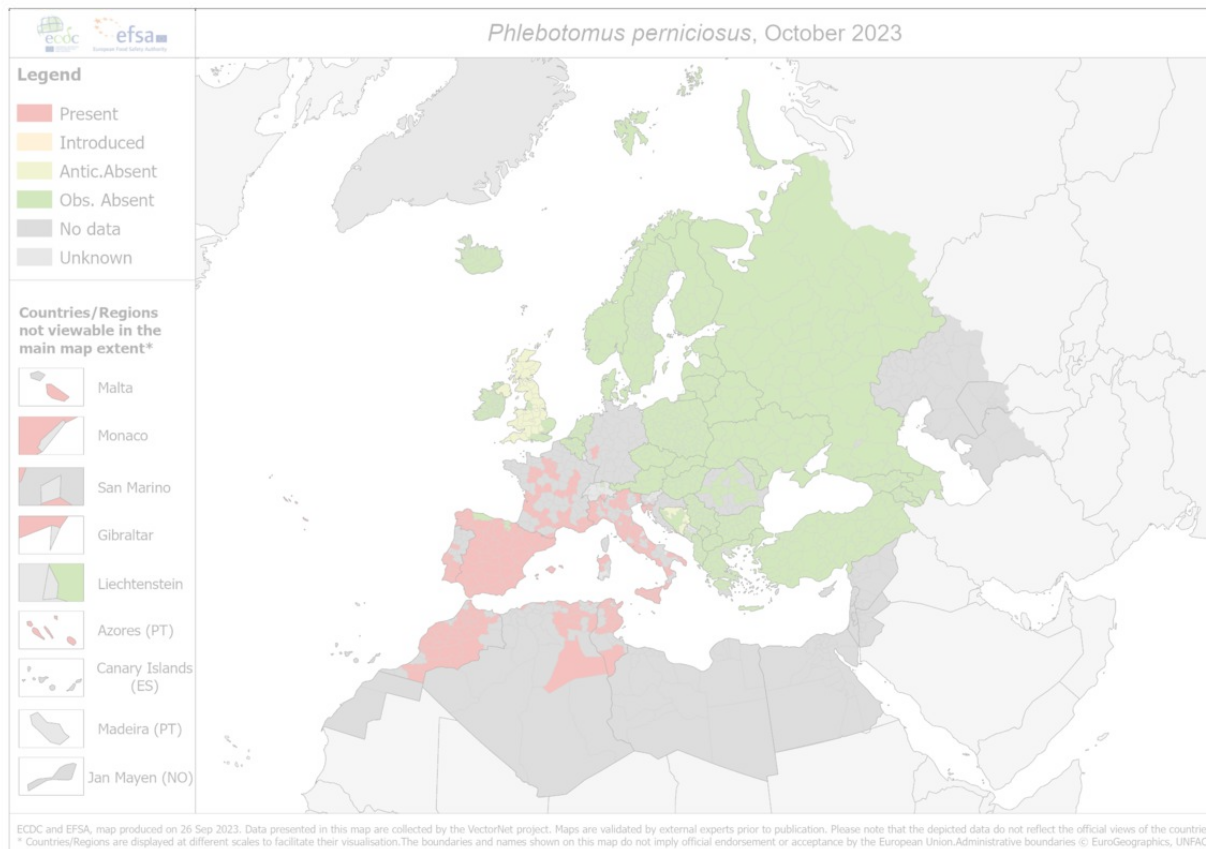 ecdc
efsa
European Food Safety Authority
Phlebotomus perniciosus, October 2023
Legend
Present
Introduced
Antic.Absent
Obs. Absent
No data
Unknown
Countries/Regions
not viewable in the
main map extent*
Malta
Monaco
San Marino
Gibraltar
Liechtenstein
Azores (PT)
Canary Islands
(ES)
Madeira (PT)
Jan Mayen (NO)
ECDC and EFSA, map produced on 26 Sep 2023. Data presented in this map are collected by the VectorNet project. Maps are validated by external experts prior to publication. Please note that the depicted data do not reflect the official views of the countrie
* Countries/Regions are displayed at different scales to facilitate their visualisation.The boundaries and names shown on this map do not imply official endorsement or acceptance by the European Union.Administrative boundaries © EuroGeographics, UNFAO